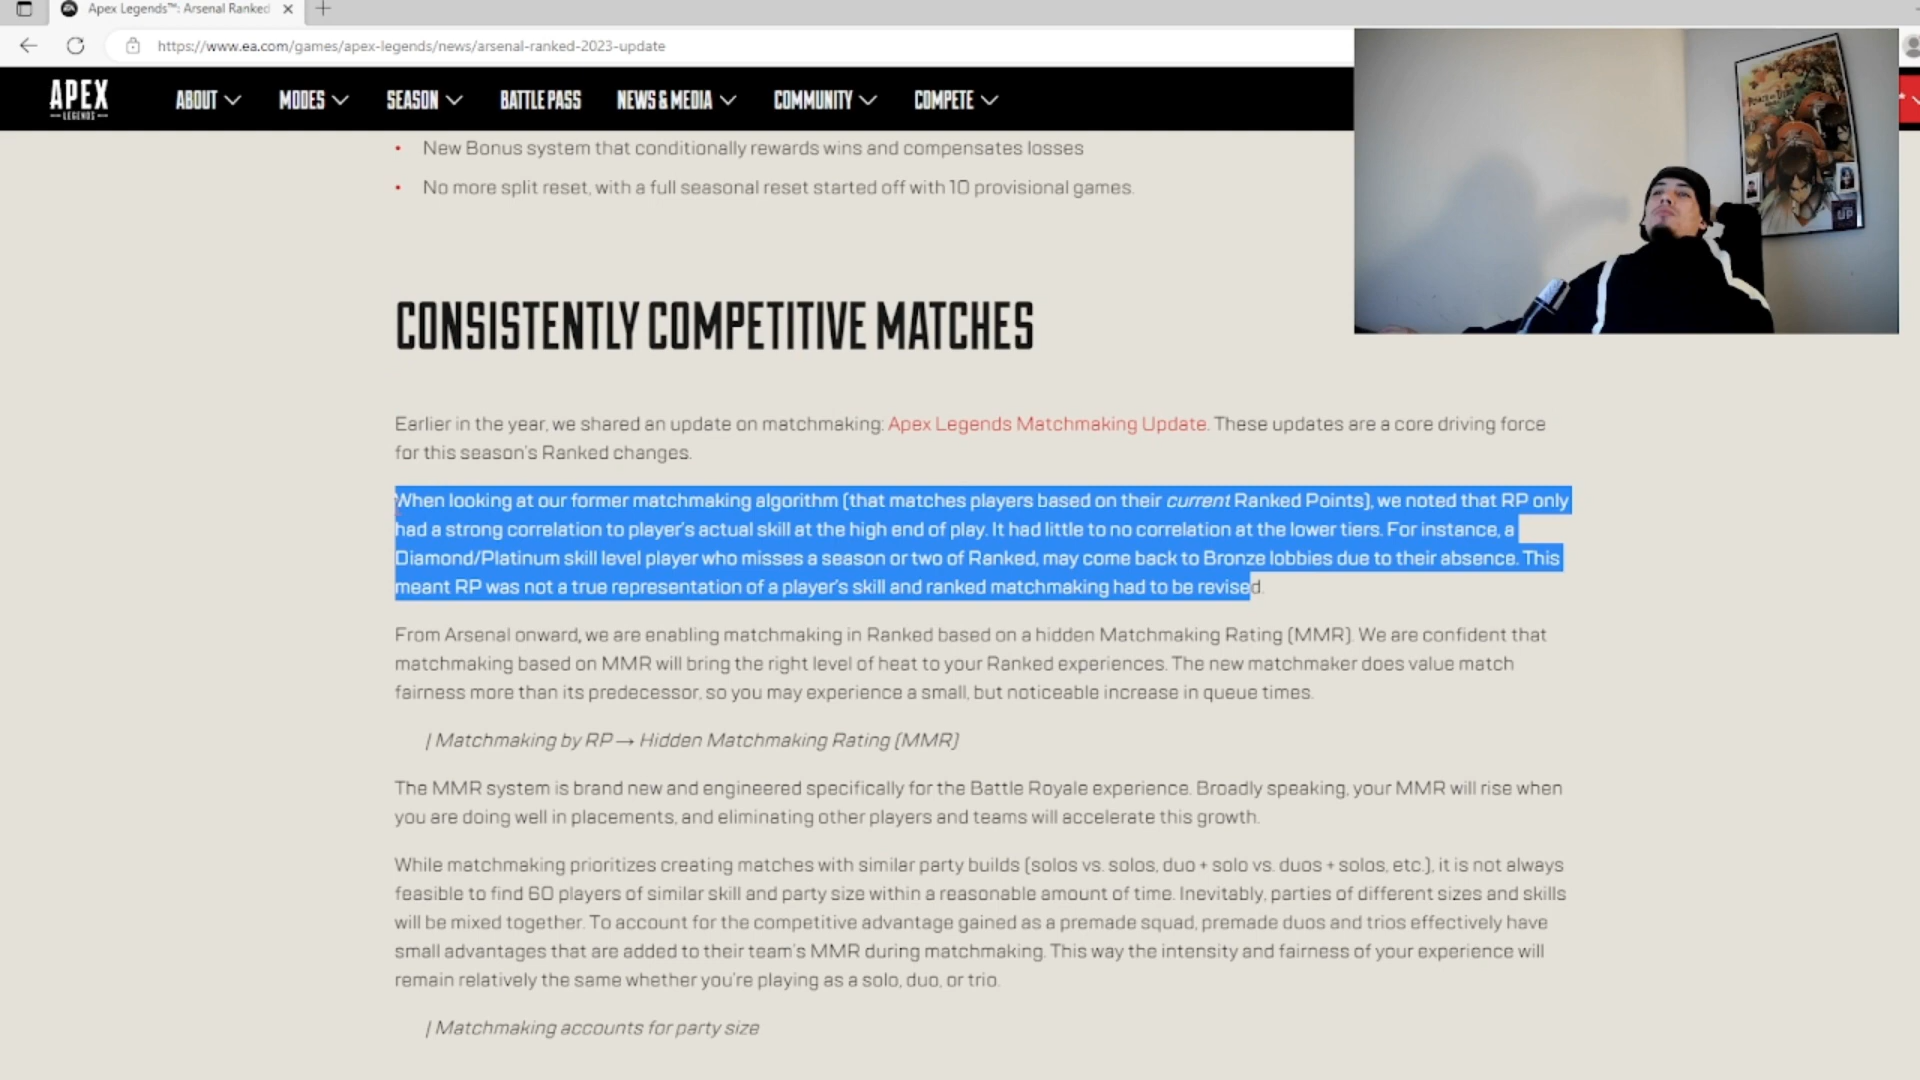 Apex Legends™: Arsenal Ranked
https://www.ea.com/games/apex-legends/news/arsenal-ranked-2023-update
APEX
LEGENDS
ABOUT MODES SEASON BATTLE PASS NEWS & MEDIA COMMUNITY COMPETE
• New Bonus system that conditionally rewards wins and compensates losses
• No more split reset, with a full seasonal reset started off with 10 provisional games.
CONSISTENTLY COMPETITIVE MATCHES
Earlier in the year, we shared an update on matchmaking: Apex Legends Matchmaking Update. These updates are a core driving force
for this season's Ranked changes.
When looking at our former matchmaking algorithm (that matches players based on their current Ranked Points), we noted that RP only
had a strong correlation to player's actual skill at the high end of play. It had little to no correlation at the lower tiers. For instance, a
Diamond/Platinum skill level player who misses a season or two of Ranked, may come back to Bronze lobbies due to their absence. This
meant RP was not a true representation of a player's skill and ranked matchmaking had to be revised.
From Arsenal onward, we are enabling matchmaking in Ranked based on a hidden Matchmaking Rating (MMR). We are confident that
matchmaking based on MMR will bring the right level of heat to your Ranked experiences. The new matchmaker does value match
fairness more than its predecessor, so you may experience a small, but noticeable increase in queue times.
| Matchmaking by RP → Hidden Matchmaking Rating (MMR)
The MMR system is brand new and engineered specifically for the Battle Royale experience. Broadly speaking, your MMR will rise when
you are doing well in placements, and eliminating other players and teams will accelerate this growth.
While matchmaking prioritizes creating matches with similar party builds (solos vs. solos, duo + solo vs. duos + solos, etc.), it is not always
feasible to find 60 players of similar skill and party size within a reasonable amount of time. Inevitably, parties of different sizes and skills
will be mixed together. To account for the competitive advantage gained as a premade squad, premade duos and trios effectively have
small advantages that are added to their team's MMR during matchmaking. This way the intensity and fairness of your experience will
remain relatively the same whether you're playing as a solo, duo, or trio.
| Matchmaking accounts for party size